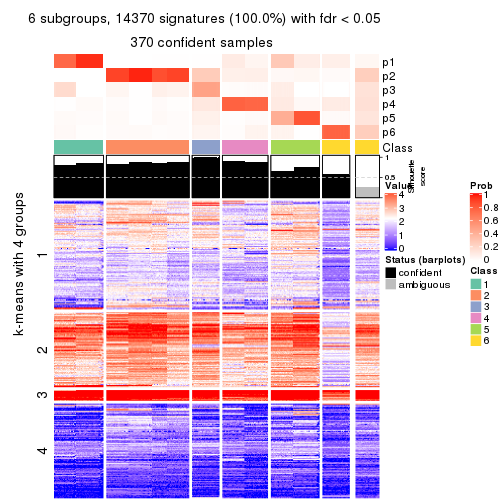 6 subgroups, 14370 signatures (100.0%) with fdr < 0.05
370 confident samples
p1
p2
p3
p4
p5
p6
Class
1
0.5
Silhouette
score
k-means with 4 groups
1
2
3
4
Value
4
3
2
1
0
Status (barplots)
confident
ambiguous
Prob
1
0.8
0.6
0.4
0.2
0
Class
1
2
3
4
5
6